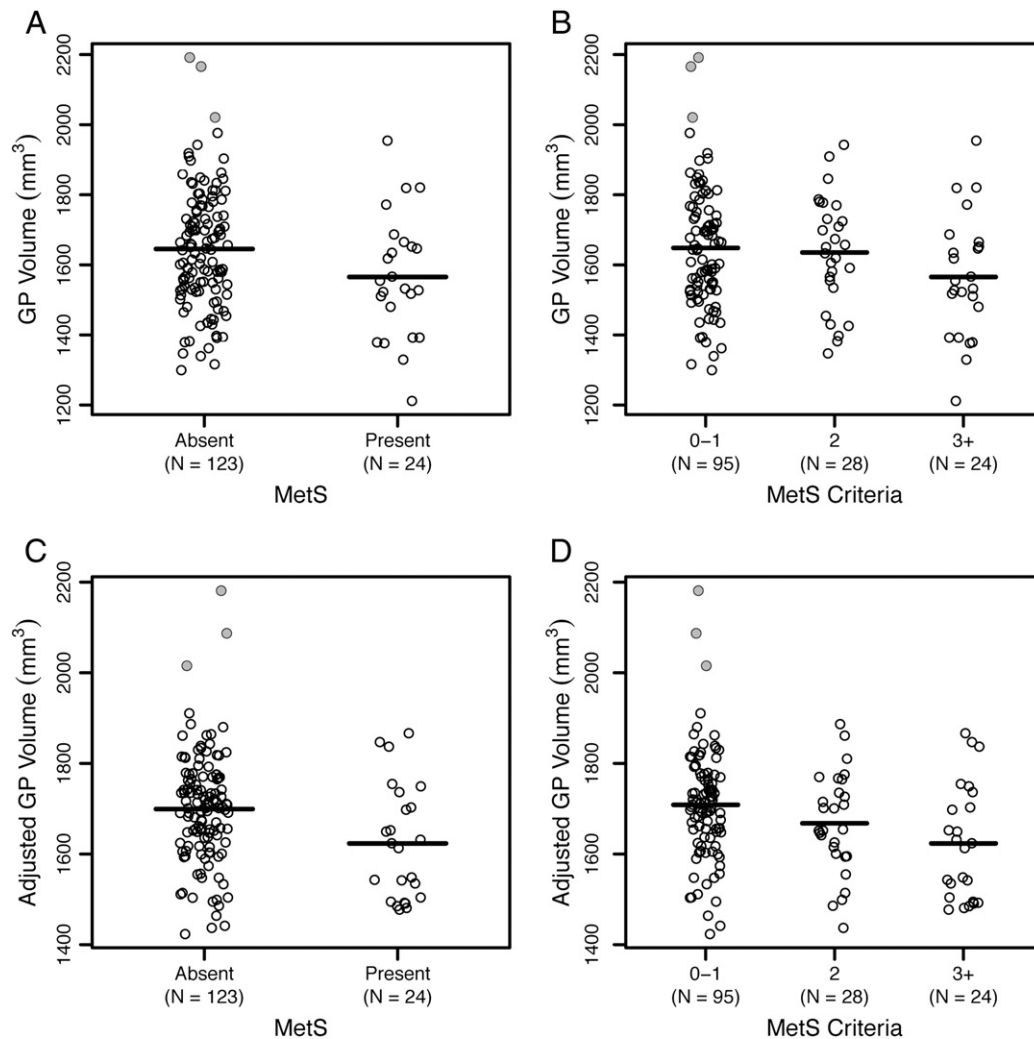 A
GP Volume (mm³)
2200
2000
1800
1600
1400
1200
Absent
(N = 123)
Present
(N = 24)
MetS
B
GP Volume (mm³)
2200
2000
1800
1600
1400
1200
0−1
(N = 95)
2
(N = 28)
3+
(N = 24)
MetS Criteria
C
Adjusted GP Volume (mm³)
2200
2000
1800
1600
1400
Absent
(N = 123)
Present
(N = 24)
MetS
D
Adjusted GP Volume (mm³)
2200
2000
1800
1600
1400
0−1
(N = 95)
2
(N = 28)
3+
(N = 24)
MetS Criteria